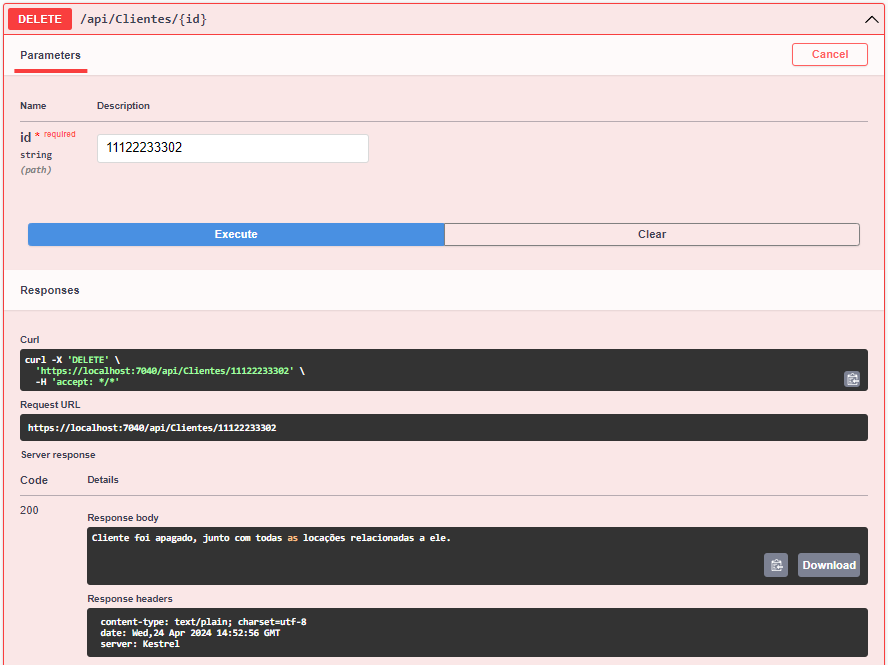 DELETE /api/Clientes/{id}
Parameters
Cancel
Name Description
id * required
string
(path)
11122233302
Execute Clear
Responses
Curl
curl -X 'DELETE' \
'https://localhost:7040/api/Clientes/11122233302' \
-H 'accept: */*'
Request URL
https://localhost:7040/api/Clientes/11122233302
Server response
Code Details
200
Response body
Cliente foi apagado, junto com todas as locações relacionadas a ele.
Download
Response headers
content-type: text/plain; charset=utf-8
date: Wed,24 Apr 2024 14:52:56 GMT
server: Kestrel